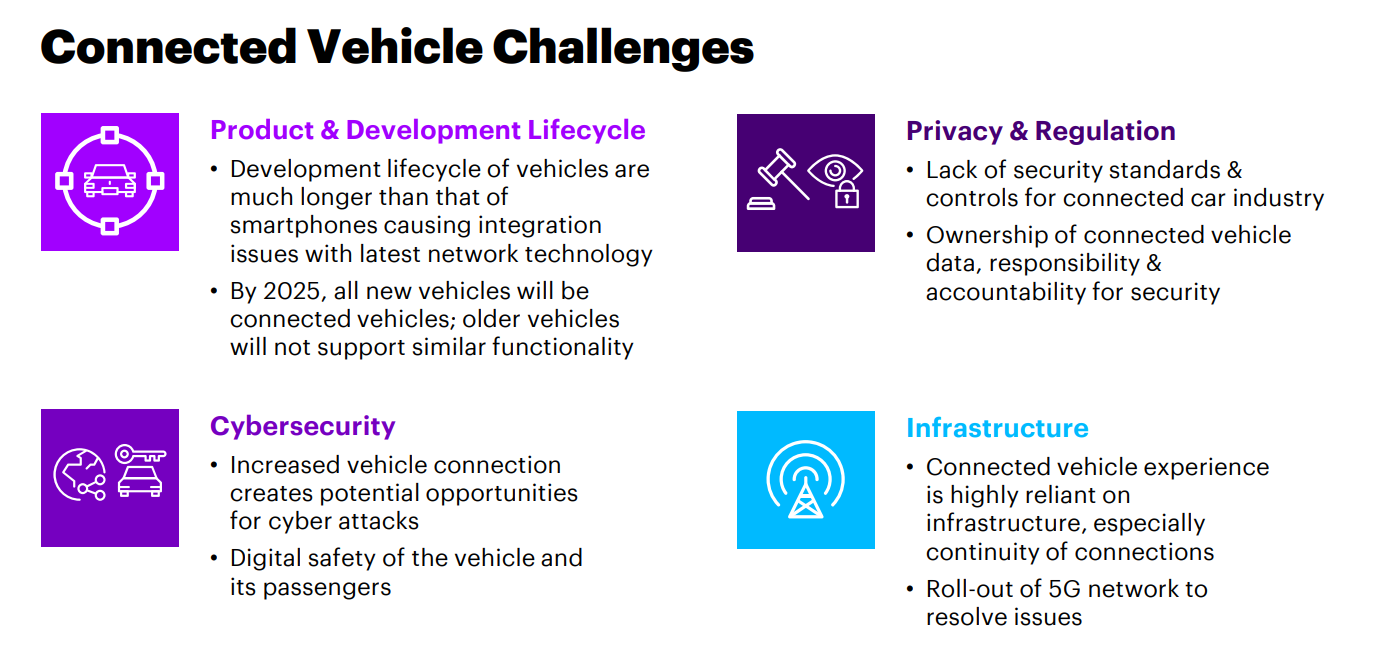 Connected Vehicle Challenges
Product & Development Lifecycle
• Development lifecycle of vehicles are
much longer than that of
smartphones causing integration
issues with latest network technology
• By 2025, all new vehicles will be
connected vehicles; older vehicles
will not support similar functionality
Privacy & Regulation
• Lack of security standards &
controls for connected car industry
• Ownership of connected vehicle
data, responsibility &
accountability for security
Cybersecurity
• Increased vehicle connection
creates potential opportunities
for cyber attacks
• Digital safety of the vehicle and
its passengers
Infrastructure
• Connected vehicle experience
is highly reliant on
infrastructure, especially
continuity of connections
• Roll-out of 5G network to
resolve issues